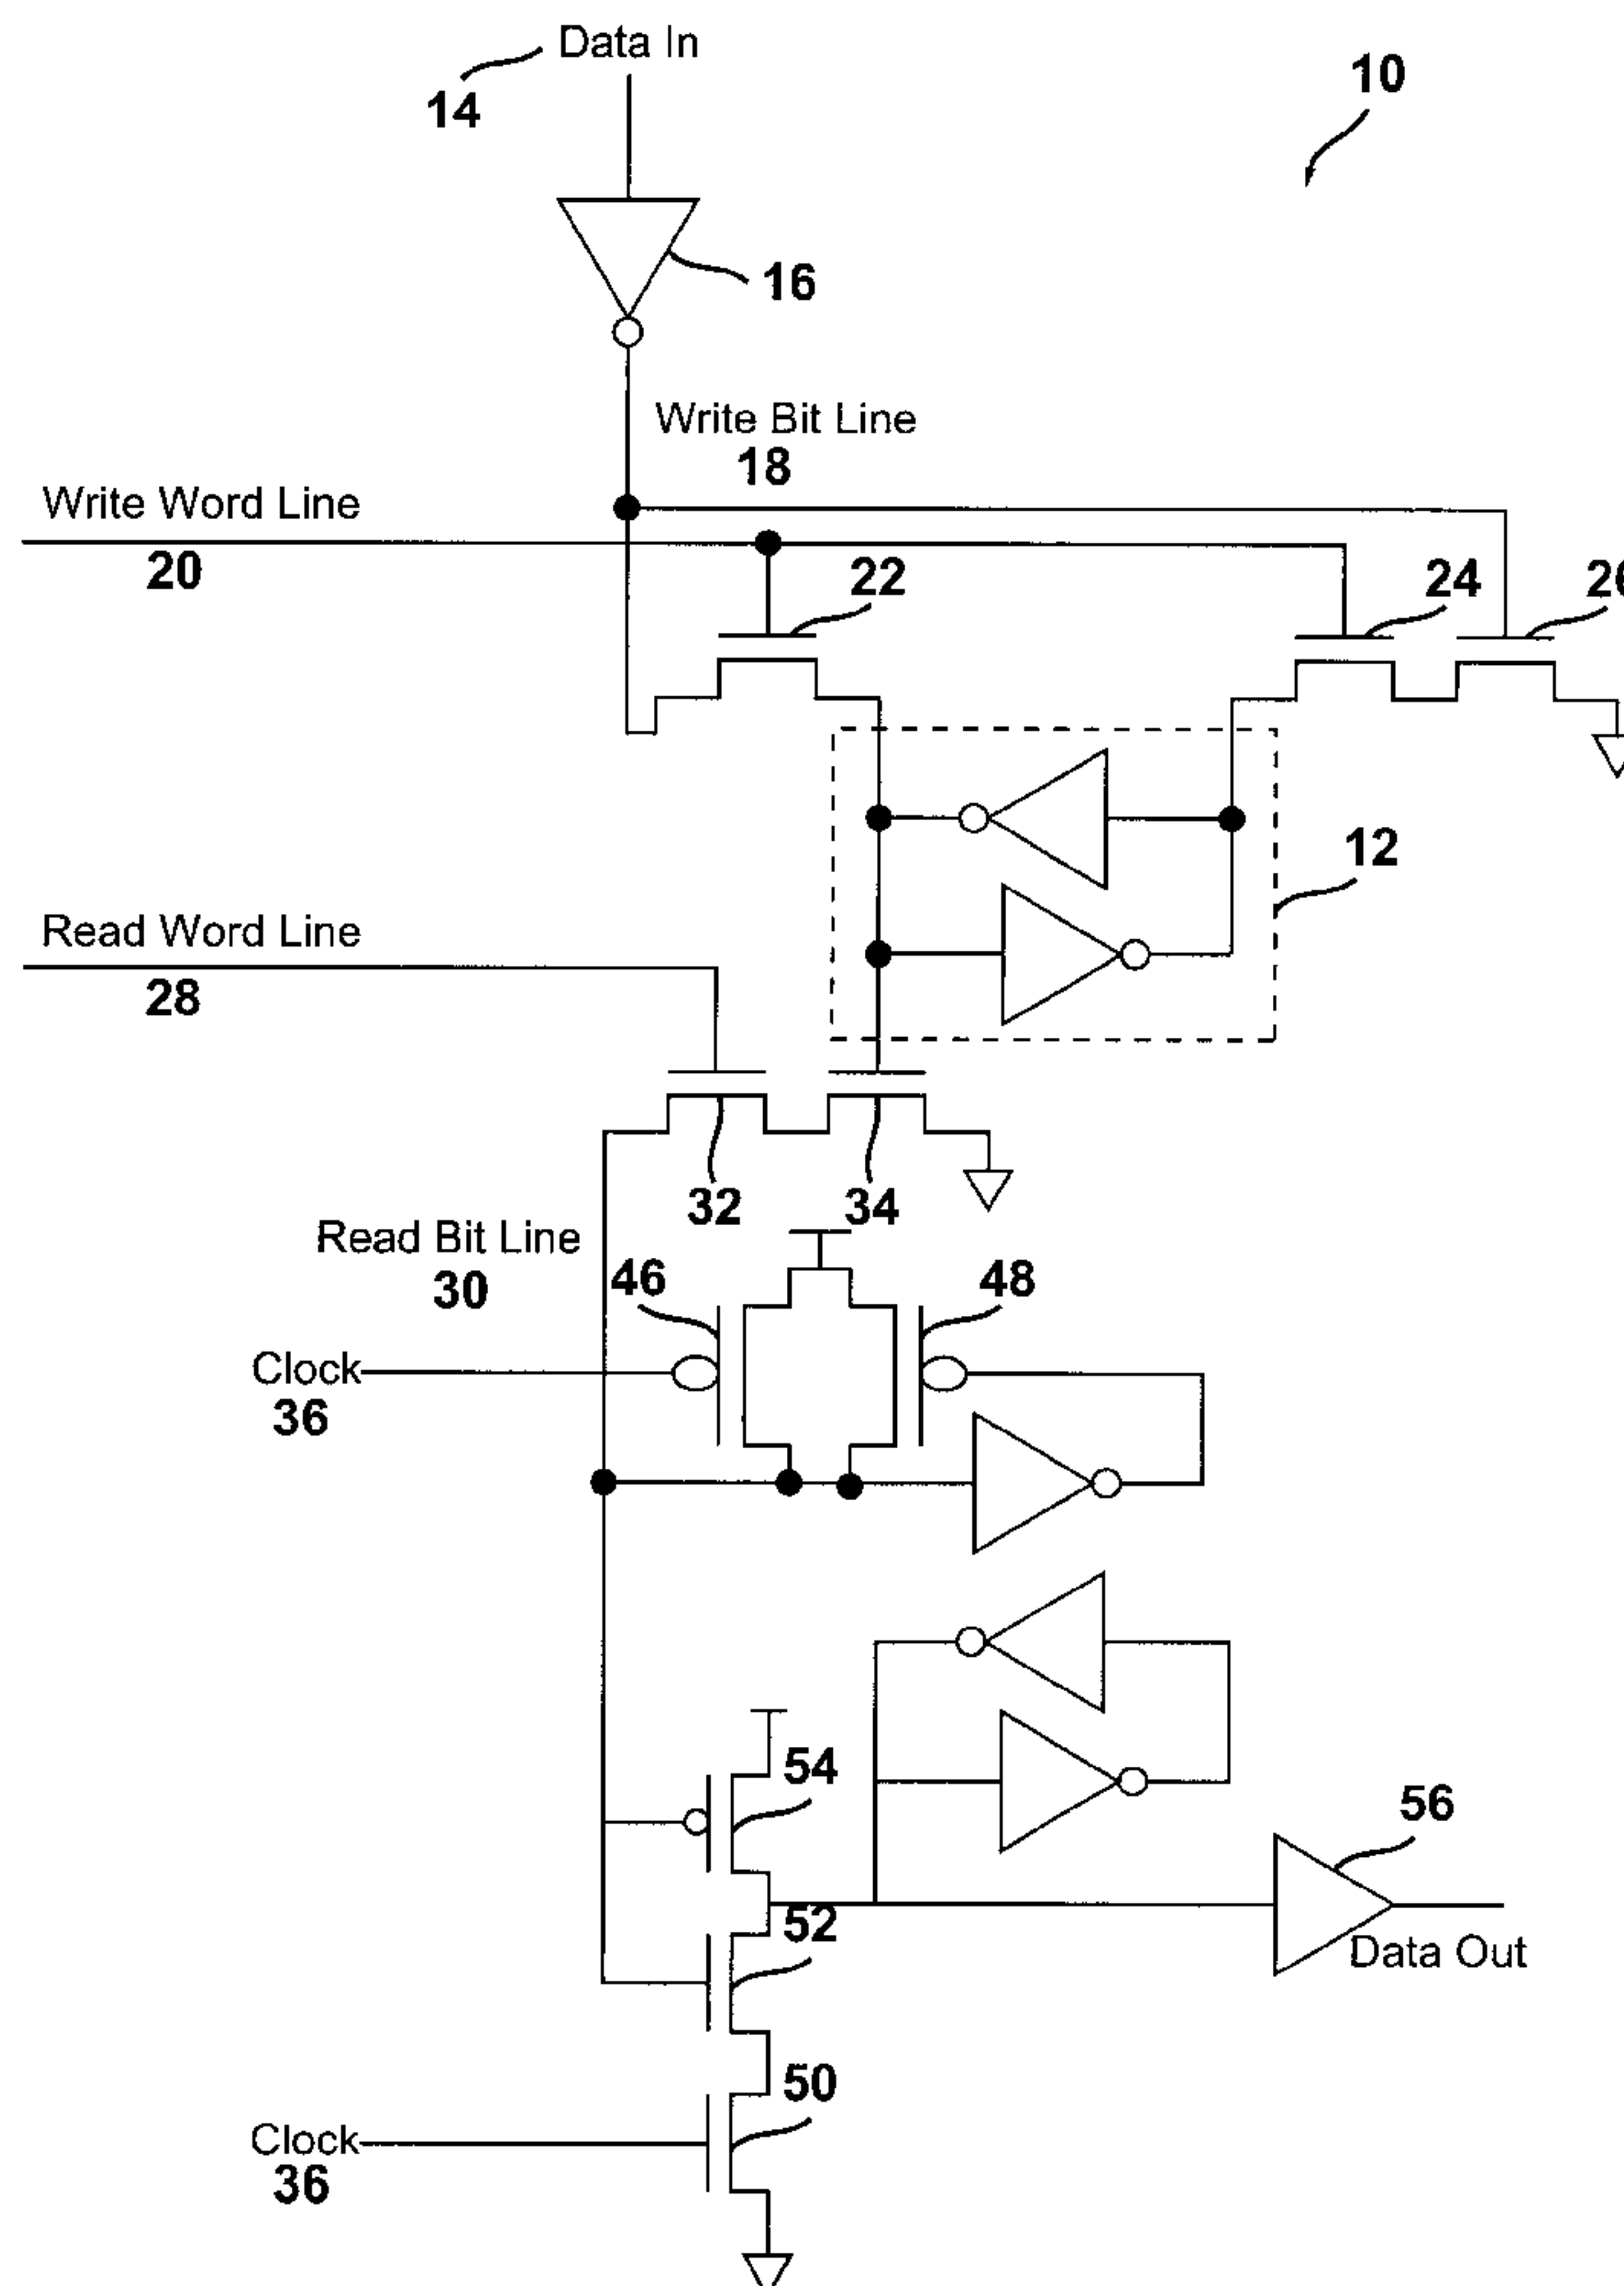 Data In
14
10
16
Write Bit Line
18
Write Word Line
20
22
24
12
Read Word Line
28
32
34
Read Bit Line
30
46
48
Clock
36
54
56
52
Data Out
50
Clock
36